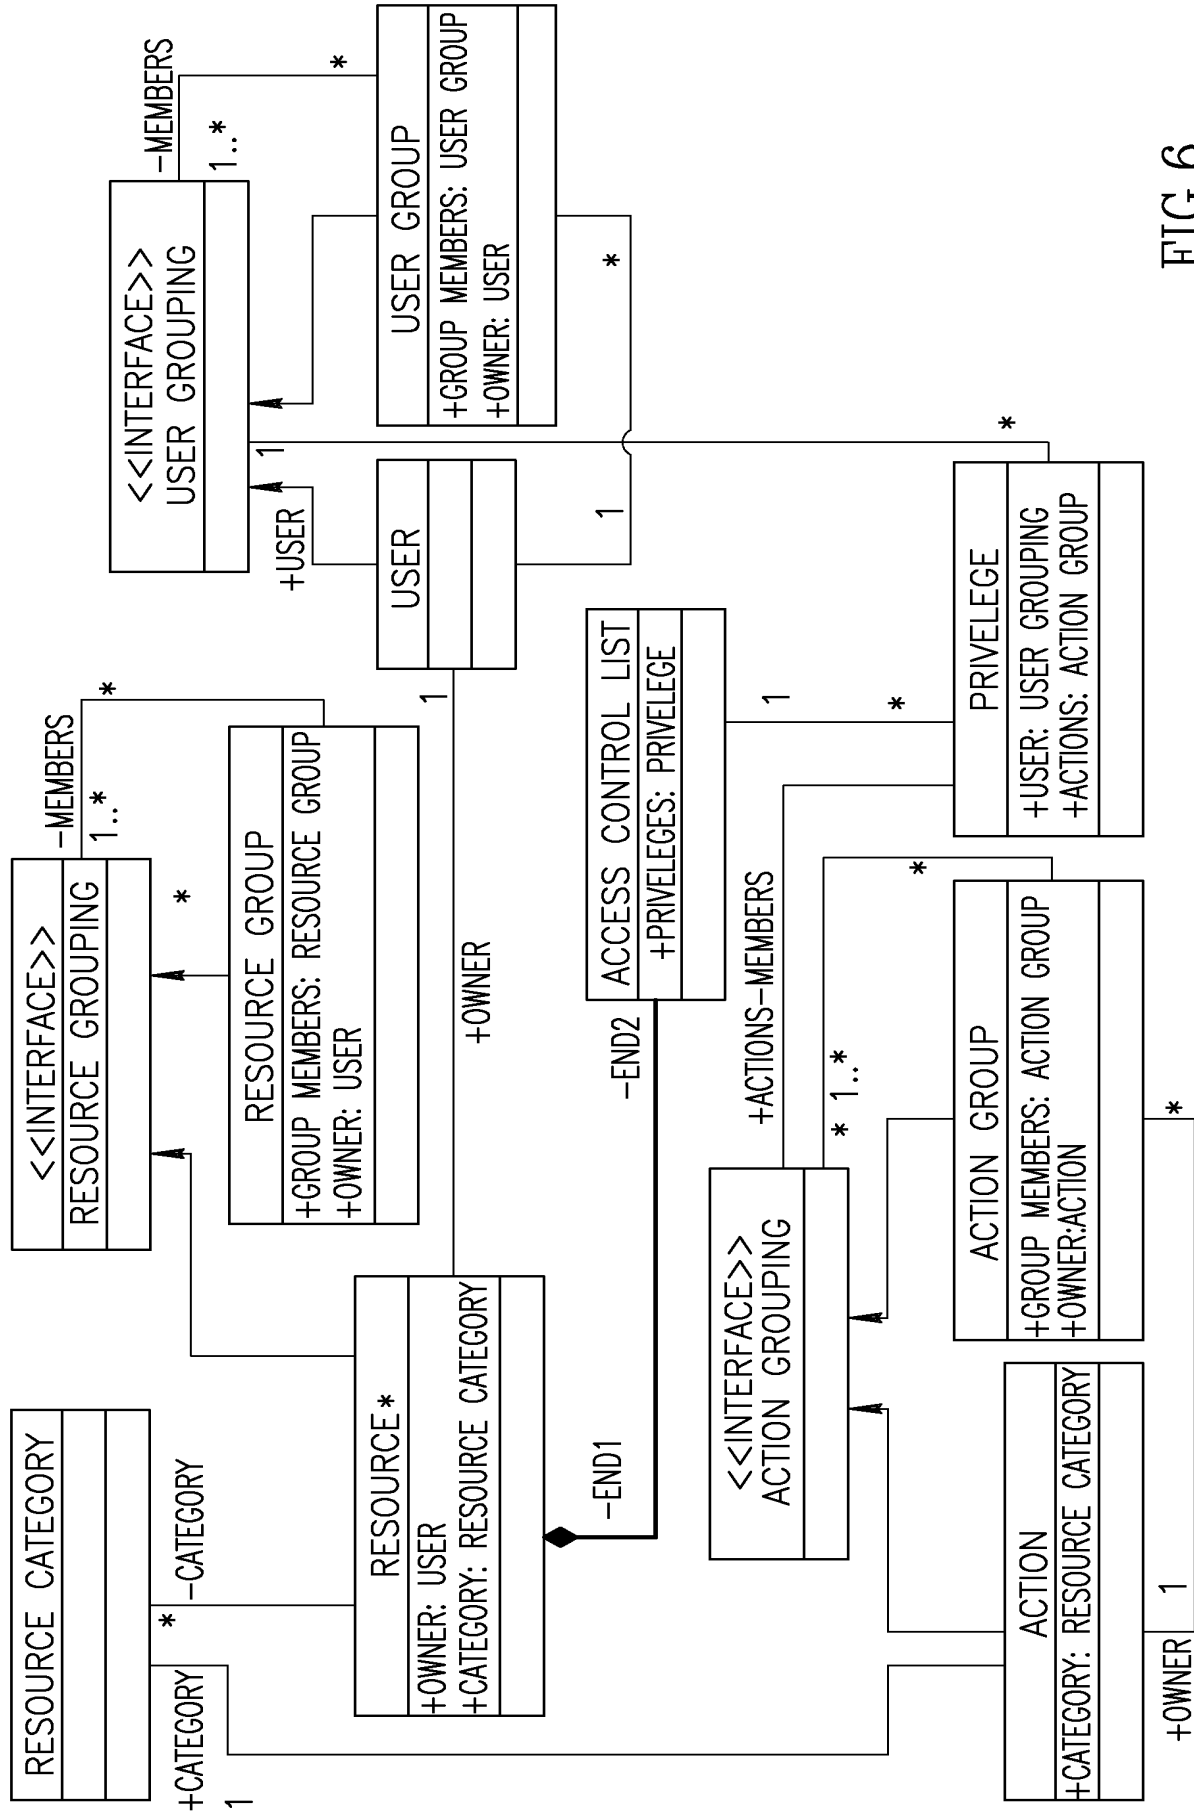 RESOURCE CATEGORY
+CATEGORY
1
*
-CATEGORY
<<INTERFACE>>
RESOURCE GROUPING
-MEMBERS
1..*
*
*
RESOURCE GROUP
+GROUP MEMBERS: RESOURCE GROUP
+OWNER: USER
<<INTERFACE>>
USER GROUPING
-MEMBERS
1..*
*
+USER
1
USER
USER GROUP
+GROUP MEMBERS: USER GROUP
+OWNER: USER
1
*
RESOURCE*
+OWNER: USER
+CATEGORY: RESOURCE CATEGORY
+OWNER
1
-END1
-END2
ACCESS CONTROL LIST
+PRIVELEGES: PRIVELEGE
1
*
*
<<INTERFACE>>
ACTION GROUPING
+ACTIONS-MEMBERS
* 1..*
*
ACTION
+CATEGORY: RESOURCE CATEGORY
ACTION GROUP
+GROUP MEMBERS: ACTION GROUP
+OWNER:ACTION
PRIVELEGE
+USER: USER GROUPING
+ACTIONS: ACTION GROUP
+OWNER
1
*
FIG.6